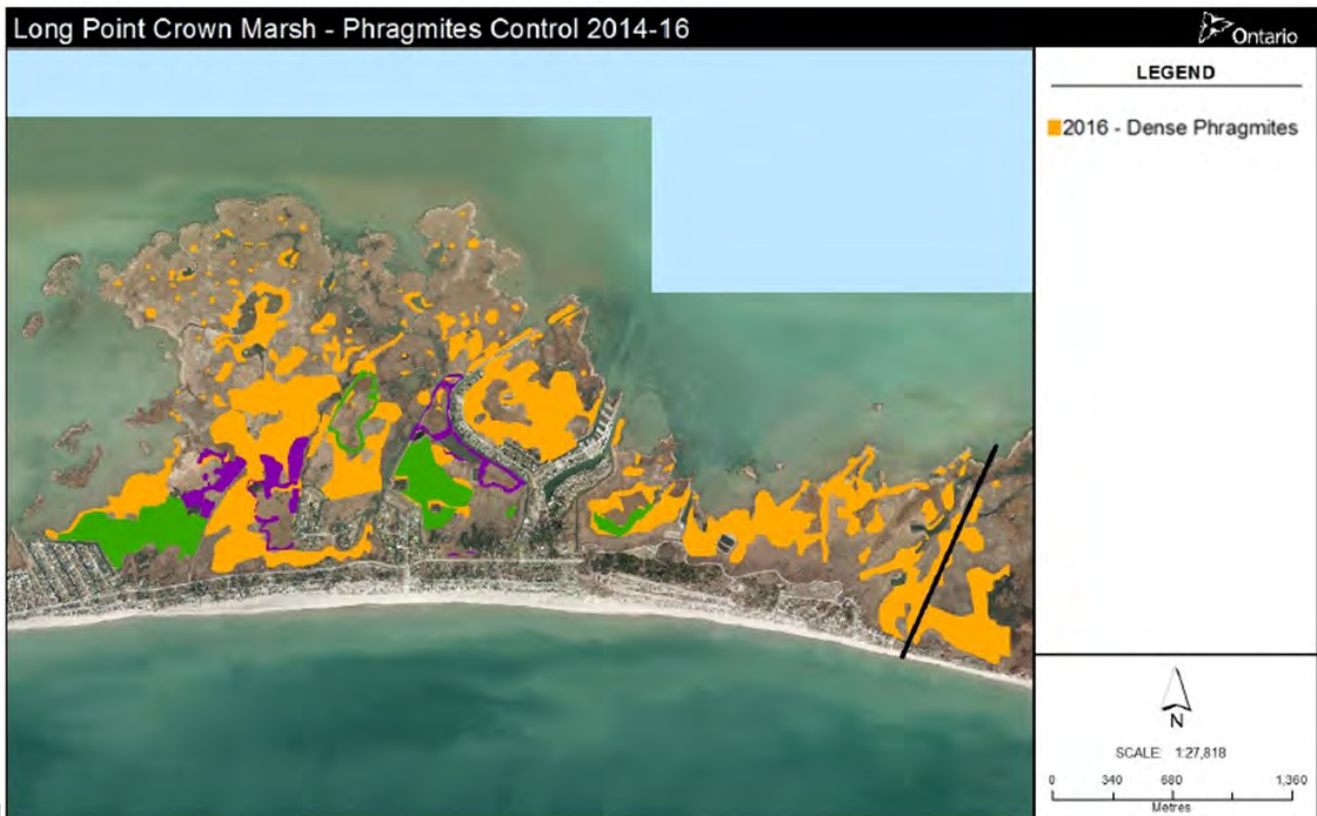 Long Point Crown Marsh - Phragmites Control 2014-16
Ontario
LEGEND
2016 - Dense Phragmites
N
SCALE: 1:27,818
0 340 680 1,360
Metres